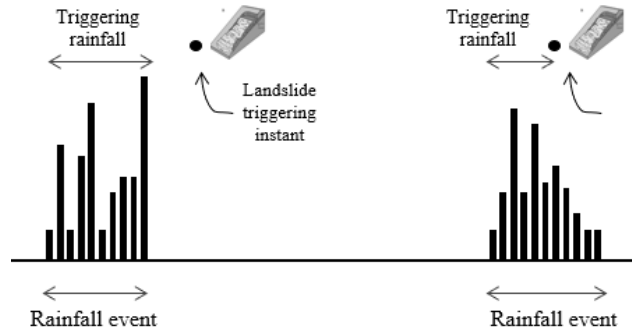 Triggering
rainfall
Landslide
triggering
instant
Rainfall event
Triggering
rainfall
Rainfall event